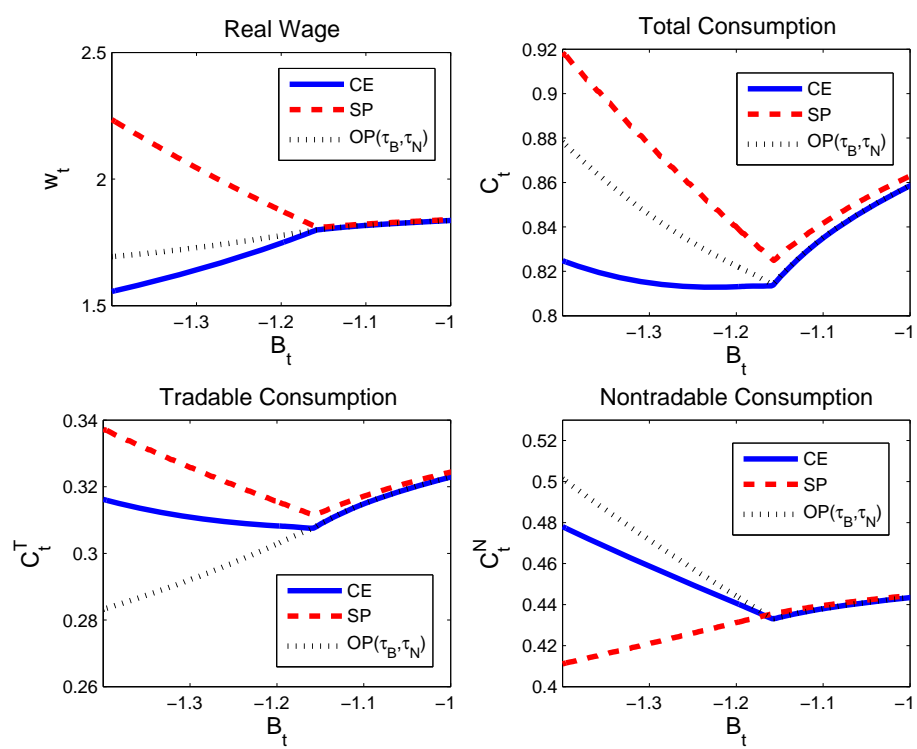 Real Wage
2.5
2
1.5
w_t
CE
SP
OP(τ_B,τ_N)
−1.3 −1.2 −1.1 −1
B_t
Total Consumption
0.92
0.9
0.88
0.86
0.84
0.82
0.8
C_t
CE
SP
OP(τ_B,τ_N)
−1.3 −1.2 −1.1 −1
B_t
Tradable Consumption
0.34
0.32
0.3
0.28
0.26
C_t^T
CE
SP
OP(τ_B,τ_N)
−1.3 −1.2 −1.1 −1
B_t
Nontradable Consumption
0.52
0.5
0.48
0.46
0.44
0.42
0.4
C_t^N
CE
SP
OP(τ_B,τ_N)
−1.3 −1.2 −1.1 −1
B_t